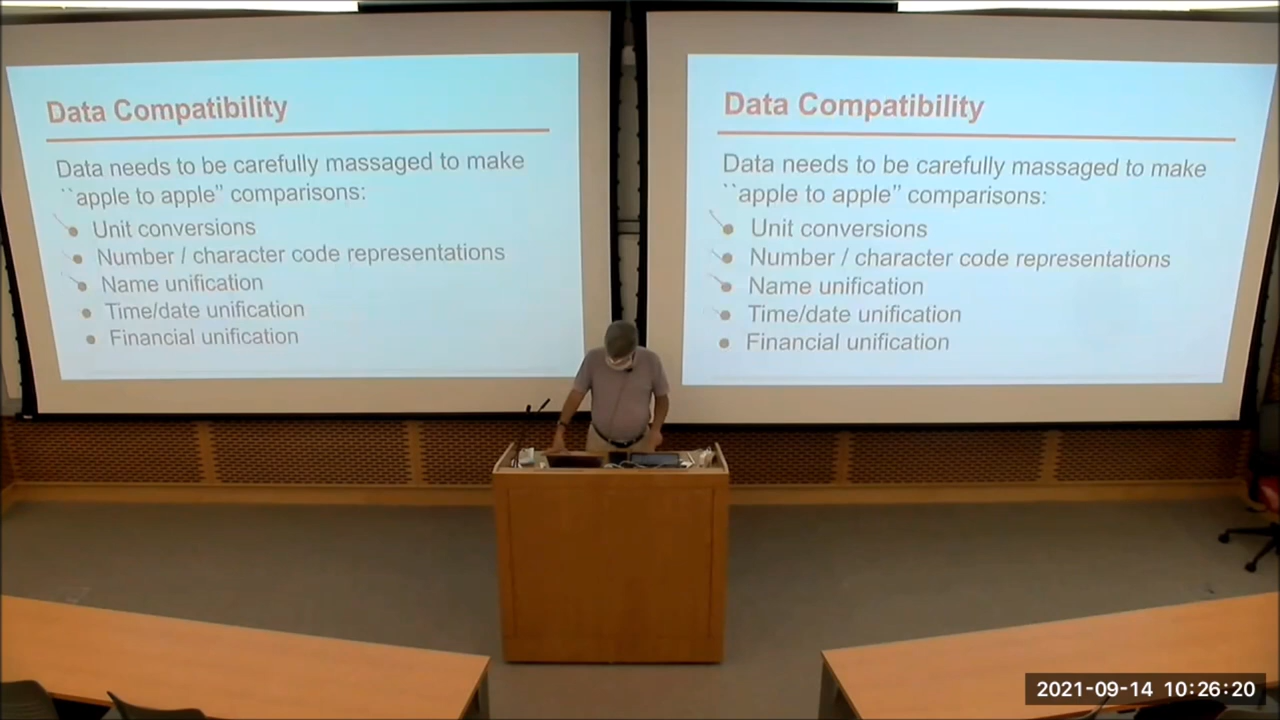 Data Compatibility
Data needs to be carefully massaged to make
``apple to apple” comparisons:
● Unit conversions
● Number / character code representations
● Name unification
● Time/date unification
● Financial unification
Data Compatibility
Data needs to be carefully massaged to make
``apple to apple” comparisons:
● Unit conversions
● Number / character code representations
● Name unification
● Time/date unification
● Financial unification
2021-09-14 10:26:20